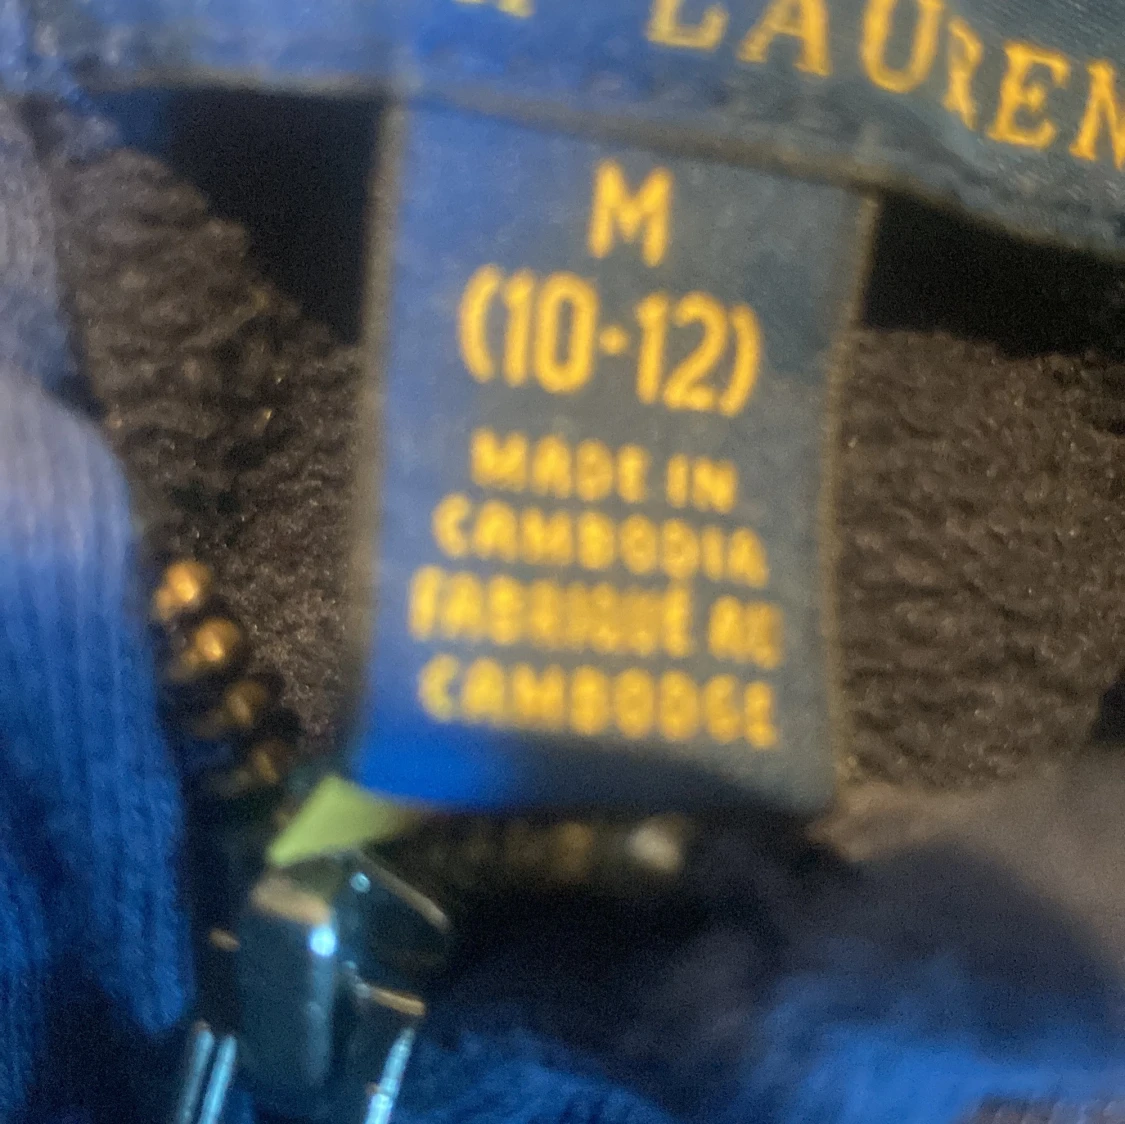 LAUREN
M
(10-12)
MADE IN
CAMBODIA
FABRIQUÉ AU
CAMBODGE